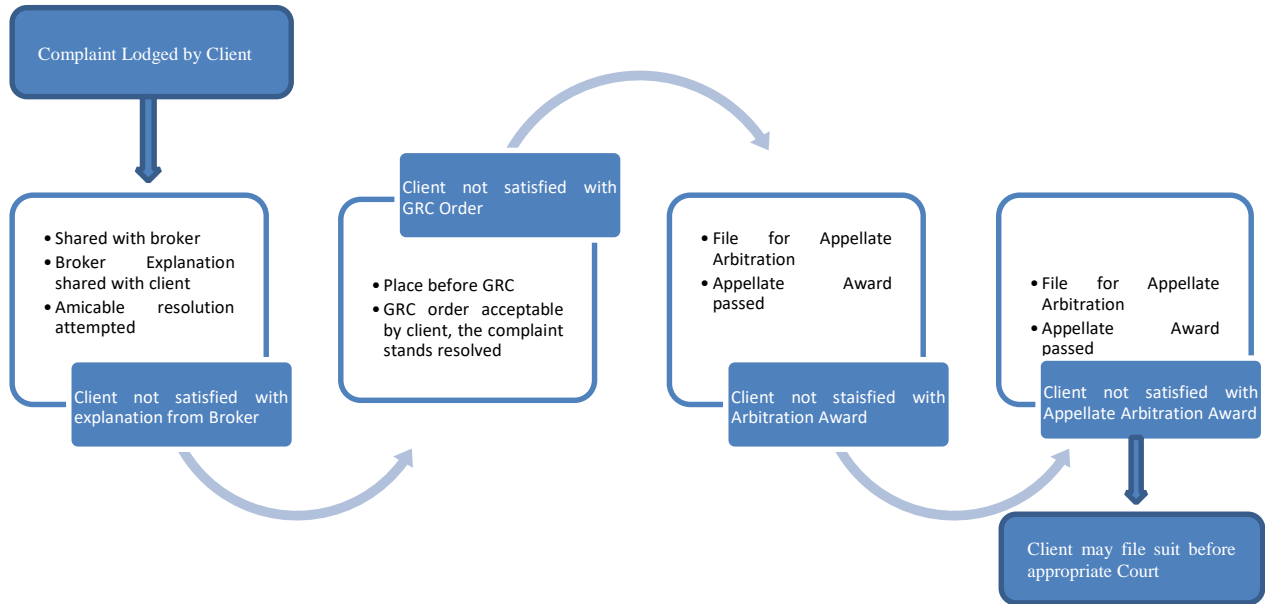 Complaint Lodged by Client
• Shared with broker
• Broker Explanation
shared with client
• Amicable resolution
attempted
Client not satisfied with
explanation from Broker
Client not satisfied with
GRC Order
• Place before GRC
• GRC order acceptable
by client, the complaint
stands resolved
• File for Appellate
Arbitration
• Appellate Award
passed
Client not staisfied with
Arbitration Award
• File for Appellate
Arbitration
• Appellate Award
passed
Client not satisfied with
Appellate Arbitration Award
Client may file suit before
appropriate Court